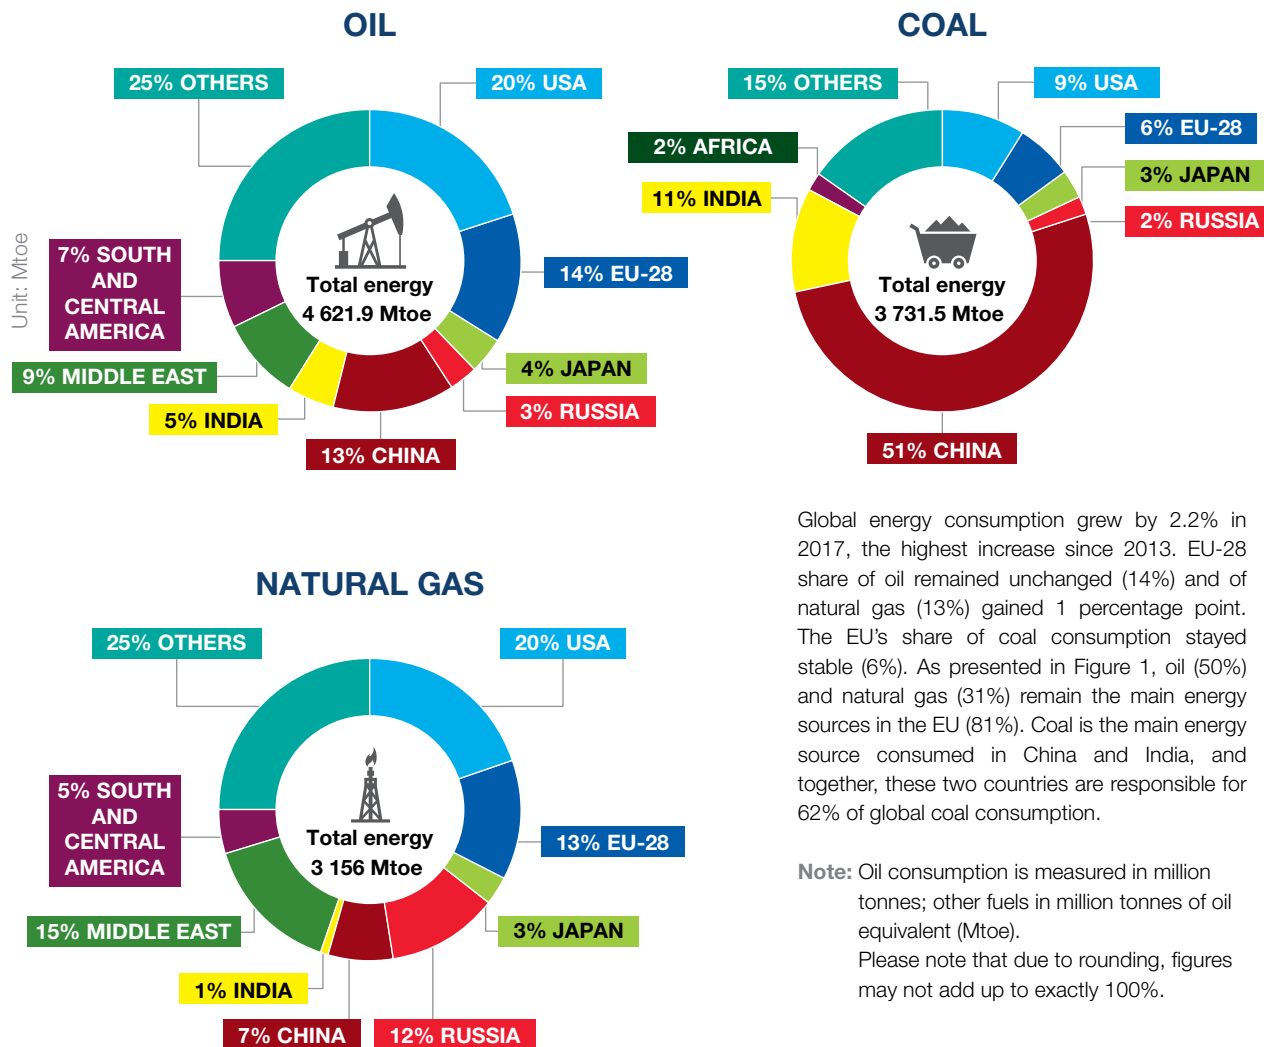 OIL
25% OTHERS
20% USA
7% SOUTH
AND
CENTRAL
AMERICA
14% EU-28
Total energy
4 621.9 Mtoe
9% MIDDLE EAST
4% JAPAN
5% INDIA
3% RUSSIA
13% CHINA
Unit: Mtoe
COAL
15% OTHERS
9% USA
2% AFRICA
6% EU-28
11% INDIA
3% JAPAN
2% RUSSIA
Total energy
3 731.5 Mtoe
51% CHINA
NATURAL GAS
25% OTHERS
20% USA
5% SOUTH
AND
CENTRAL
AMERICA
Total energy
3 156 Mtoe
13% EU-28
15% MIDDLE EAST
3% JAPAN
1% INDIA
7% CHINA
12% RUSSIA
Global energy consumption grew by 2.2% in
2017, the highest increase since 2013. EU-28
share of oil remained unchanged (14%) and of
natural gas (13%) gained 1 percentage point.
The EU’s share of coal consumption stayed
stable (6%). As presented in Figure 1, oil (50%)
and natural gas (31%) remain the main energy
sources in the EU (81%). Coal is the main energy
source consumed in China and India, and
together, these two countries are responsible for
62% of global coal consumption.
Note: Oil consumption is measured in million
tonnes; other fuels in million tonnes of oil
equivalent (Mtoe).
Please note that due to rounding, figures
may not add up to exactly 100%.